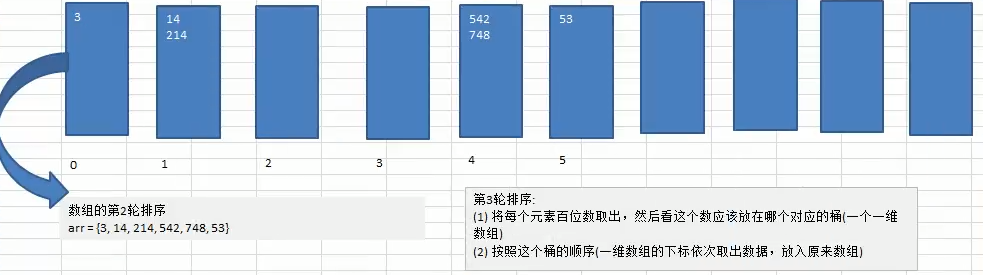 3
14
214
542
748
53
0
1
2
3
4
5
数组的第2轮排序
arr = {3, 14, 214, 542, 748, 53}
第3轮排序:
(1) 将每个元素百位数取出，然后看这个数应该放在哪个对应的桶(一个一维
数组)
(2) 按照这个桶的顺序(一维数组的下标依次取出数据，放入原来数组)